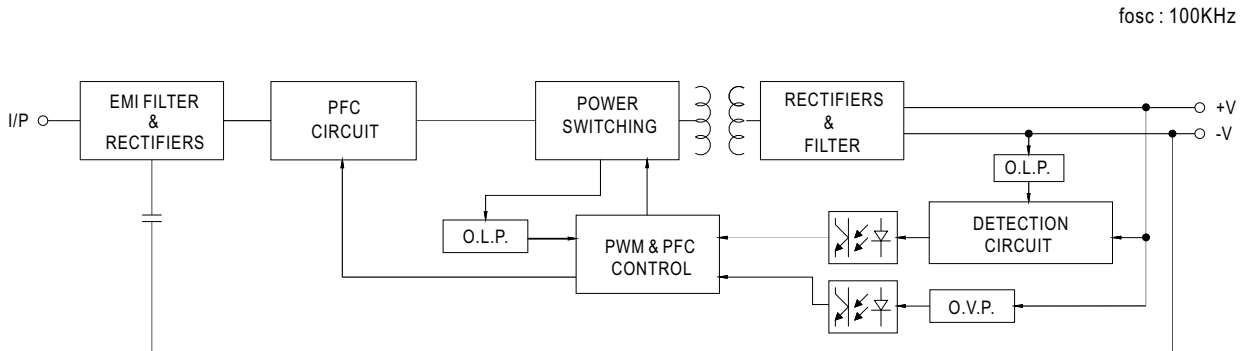 fosc : 100KHz
I/P
EMI FILTER
&
RECTIFIERS
PFC
CIRCUIT
POWER
SWITCHING
RECTIFIERS
&
FILTER
+V
-V
O.L.P.
O.L.P.
PWM & PFC
CONTROL
DETECTION
CIRCUIT
O.V.P.